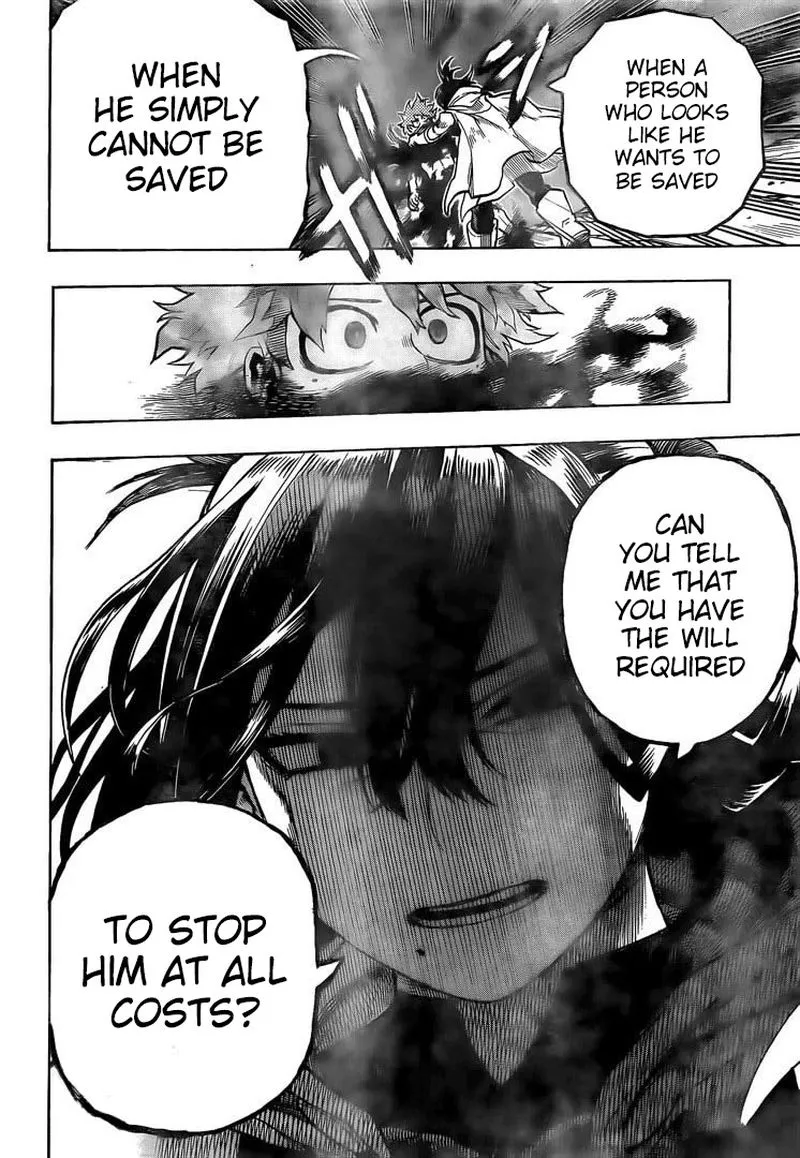 WHEN A
PERSON
WHO LOOKS
LIKE HE
WANTS TO
BE SAVED
WHEN
HE SIMPLY
CANNOT BE
SAVED
CAN
YOU TELL
ME THAT
YOU HAVE
THE WILL
REQUIRED
TO STOP
HIM AT ALL
COSTS?